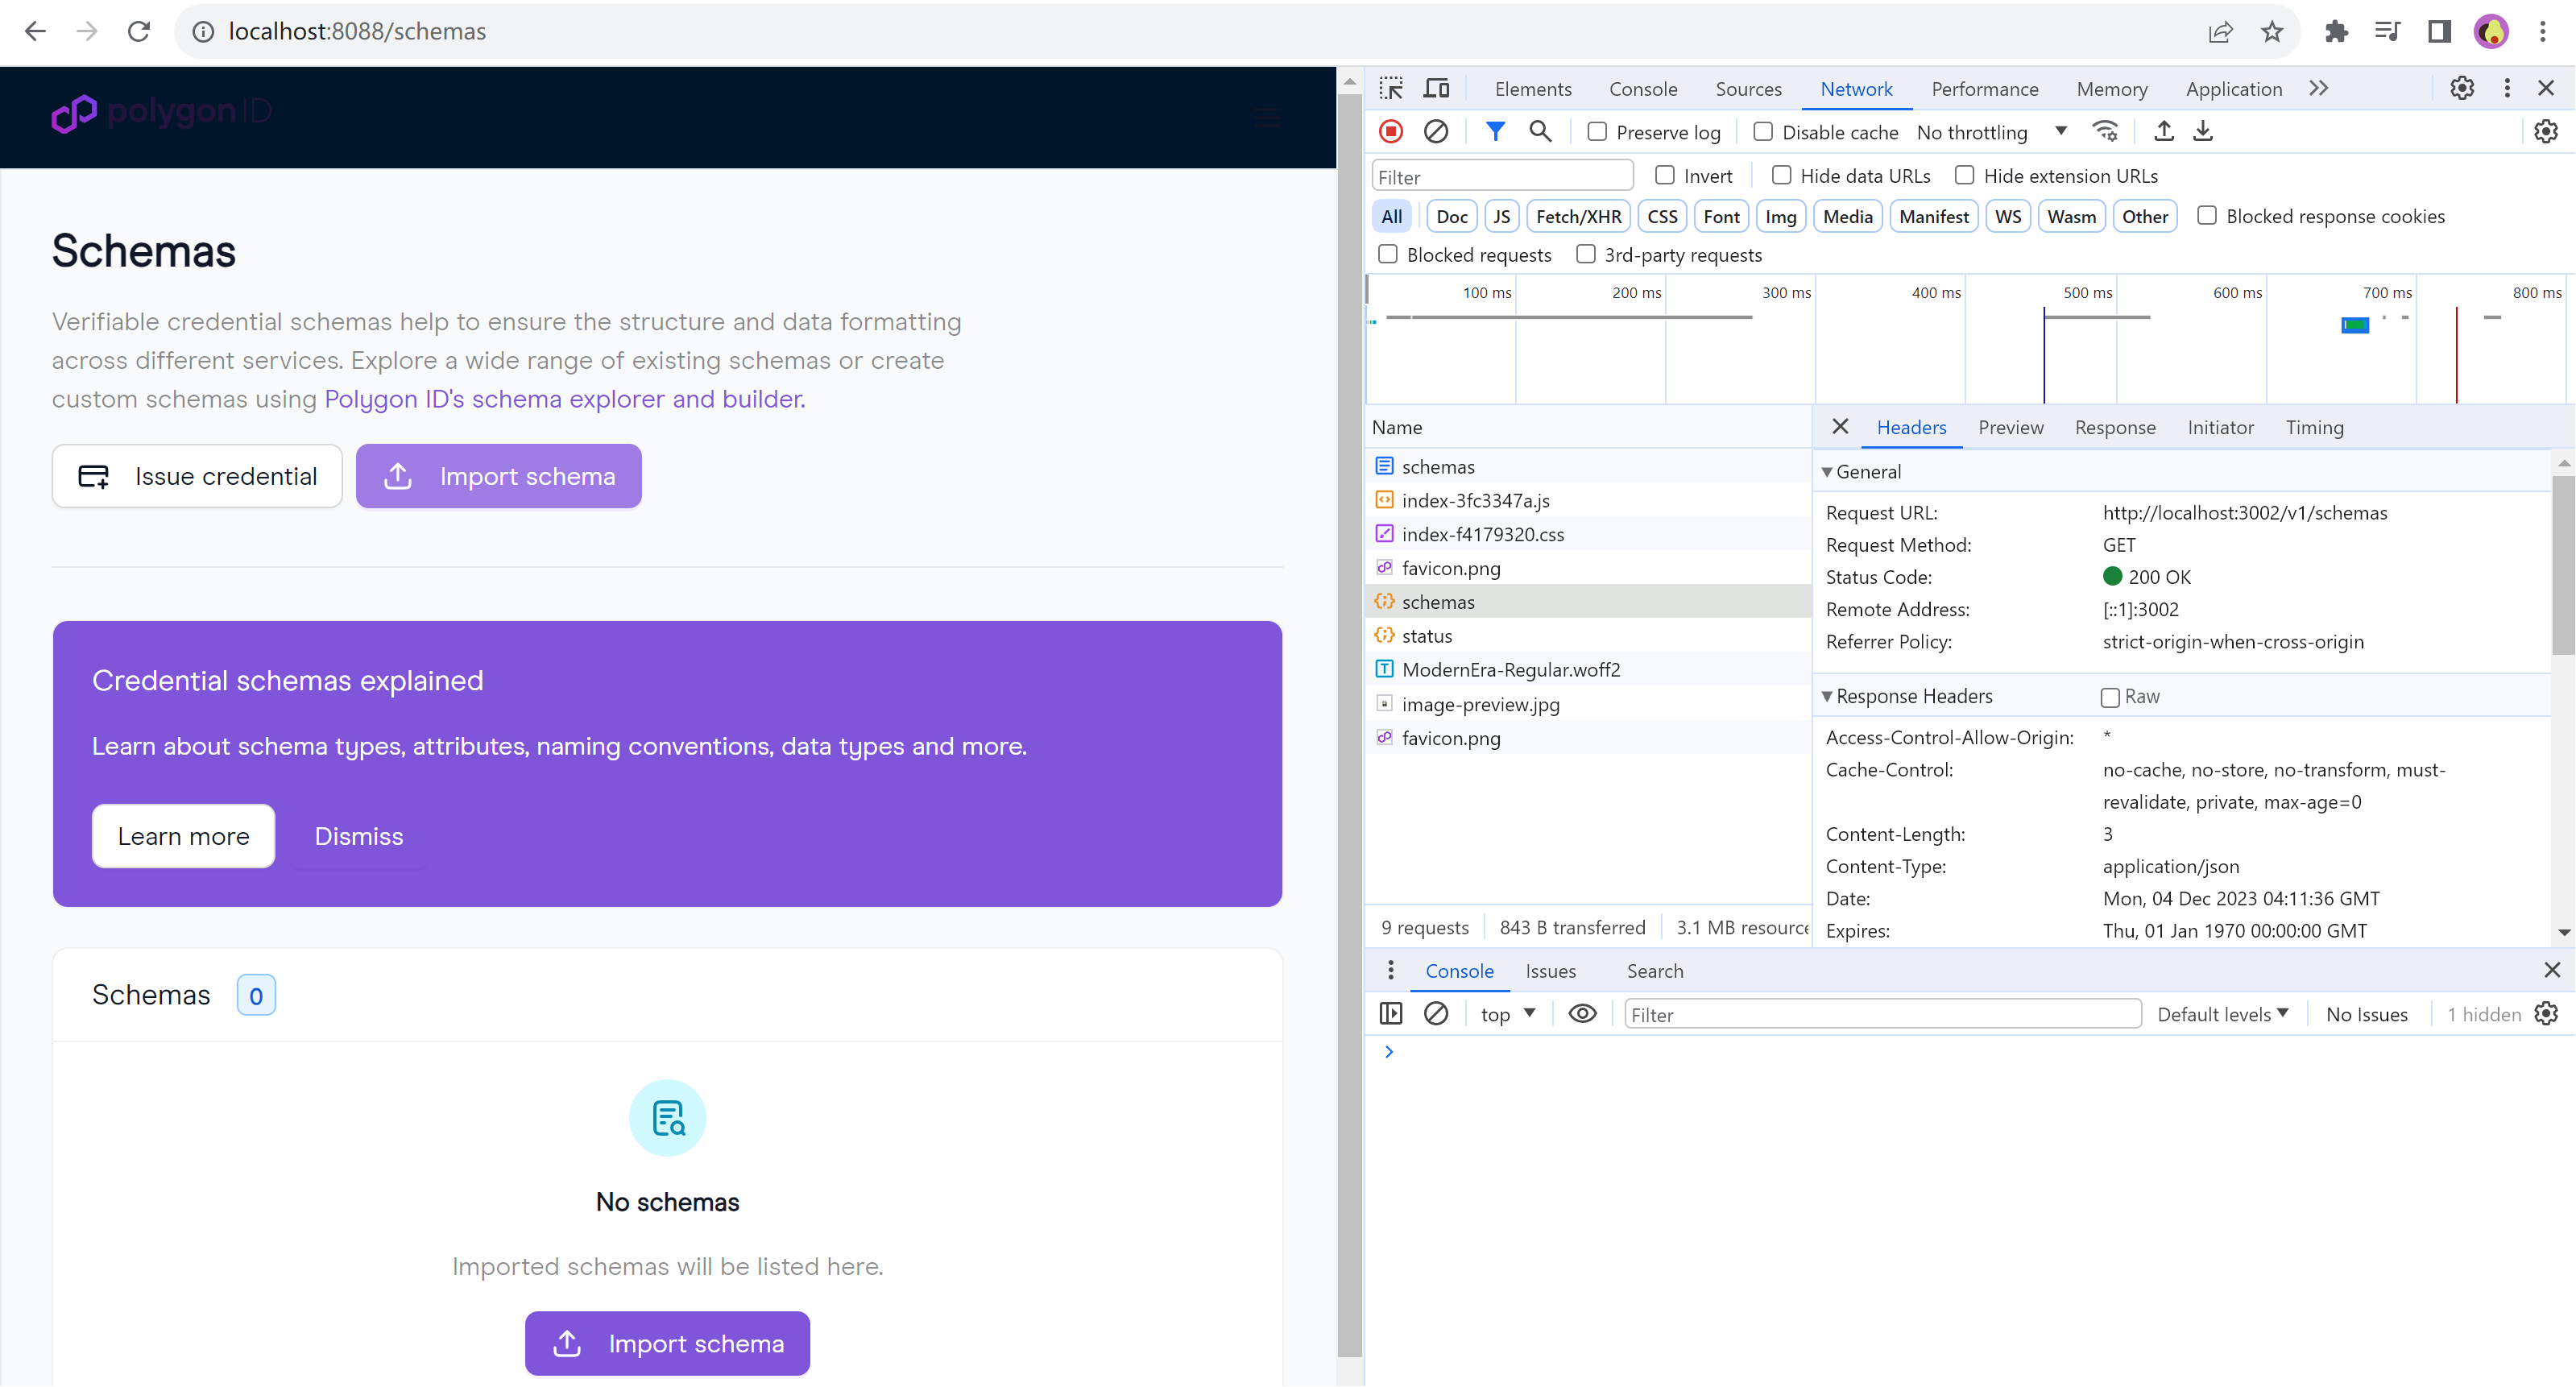 localhost:8088/schemas
polygon ID
Schemas
Verifiable credential schemas help to ensure the structure and data formatting
across different services. Explore a wide range of existing schemas or create
custom schemas using Polygon ID's schema explorer and builder.
Issue credential
Import schema
Credential schemas explained
Learn about schema types, attributes, naming conventions, data types and more.
Learn more
Dismiss
Schemas 0
No schemas
Imported schemas will be listed here.
Import schema
Elements Console Sources Network Performance Memory Application
Preserve log Disable cache No throttling
Filter Invert Hide data URLs Hide extension URLs
All Doc JS Fetch/XHR CSS Font Img Media Manifest WS Wasm Other Blocked response cookies
Blocked requests 3rd-party requests
100 ms 200 ms 300 ms 400 ms 500 ms 600 ms 700 ms 800 ms
Name
schemas
index-3fc3347a.js
index-f4179320.css
favicon.png
schemas
status
ModernEra-Regular.woff2
image-preview.jpg
favicon.png
9 requests 843 B transferred 3.1 MB resource
Headers Preview Response Initiator Timing
General
Request URL: http://localhost:3002/v1/schemas
Request Method: GET
Status Code: 200 OK
Remote Address: [::1]:3002
Referrer Policy: strict-origin-when-cross-origin
Response Headers Raw
Access-Control-Allow-Origin: *
Cache-Control: no-cache, no-store, no-transform, must-
revalidate, private, max-age=0
Content-Length: 3
Content-Type: application/json
Date: Mon, 04 Dec 2023 04:11:36 GMT
Expires: Thu, 01 Jan 1970 00:00:00 GMT
Console Issues Search
top Filter Default levels No Issues 1 hidden